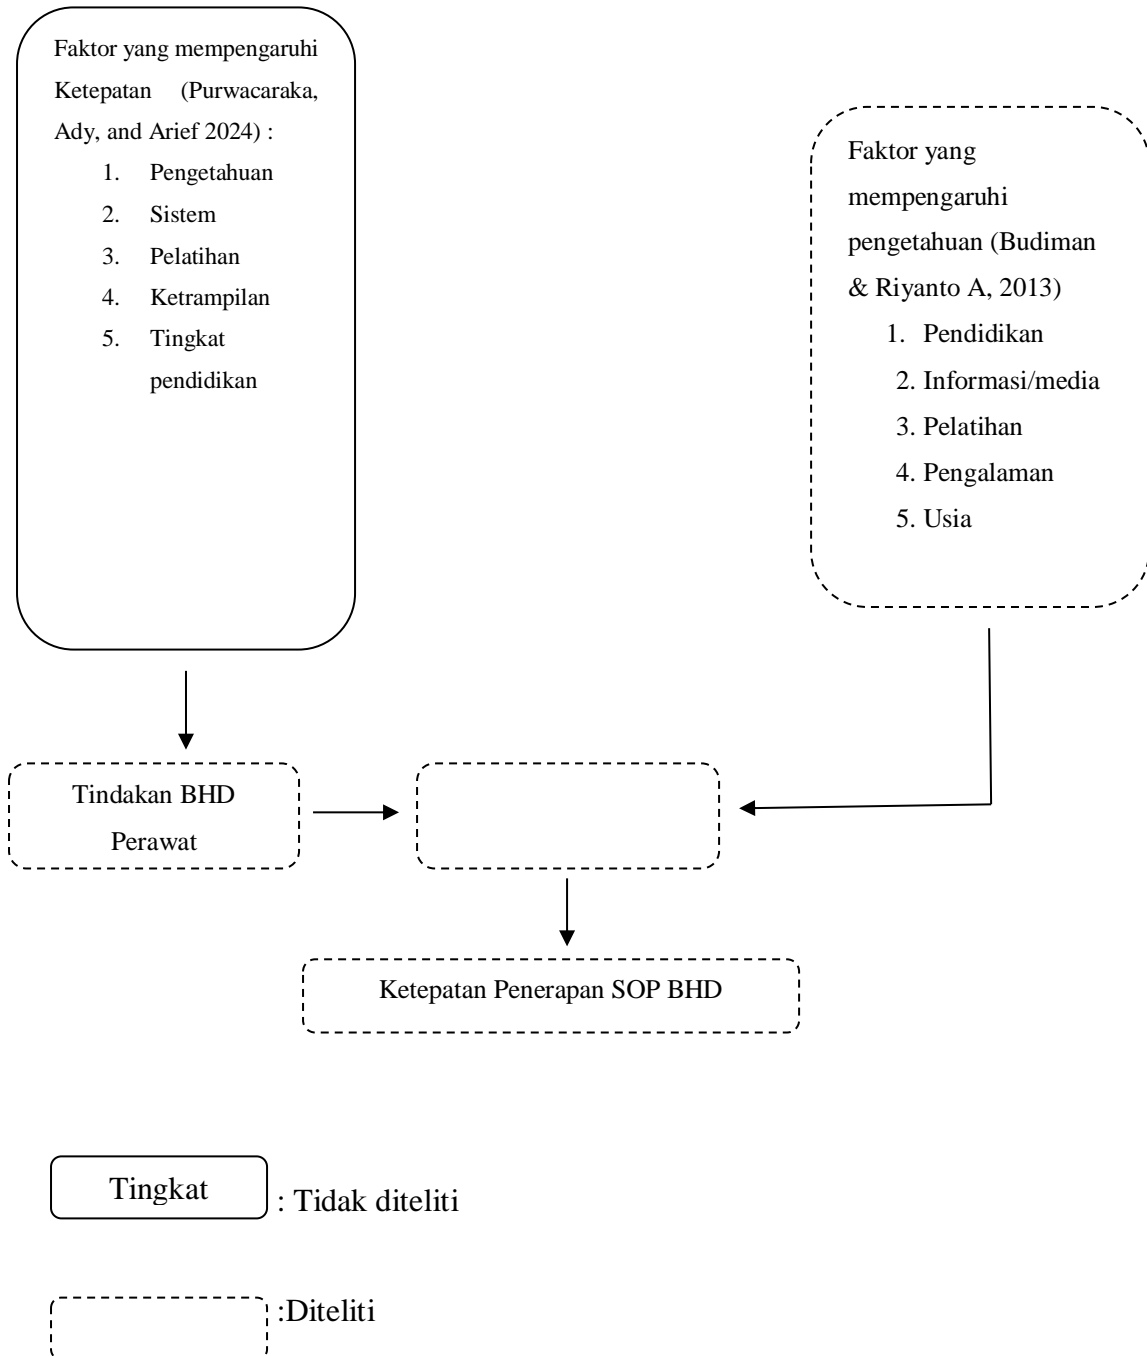 Faktor yang mempengaruhi
Ketepatan (Purwacaraka,
Ady, and Arief 2024) :
1. Pengetahuan
2. Sistem
3. Pelatihan
4. Ketrampilan
5. Tingkat
pendidikan
Faktor yang
mempengaruhi
pengetahuan (Budiman
& Riyanto A, 2013)
1. Pendidikan
2. Informasi/media
3. Pelatihan
4. Pengalaman
5. Usia
Tindakan BHD
Perawat
Ketepatan Penerapan SOP BHD
Tingkat
: Tidak diteliti
:Diteliti